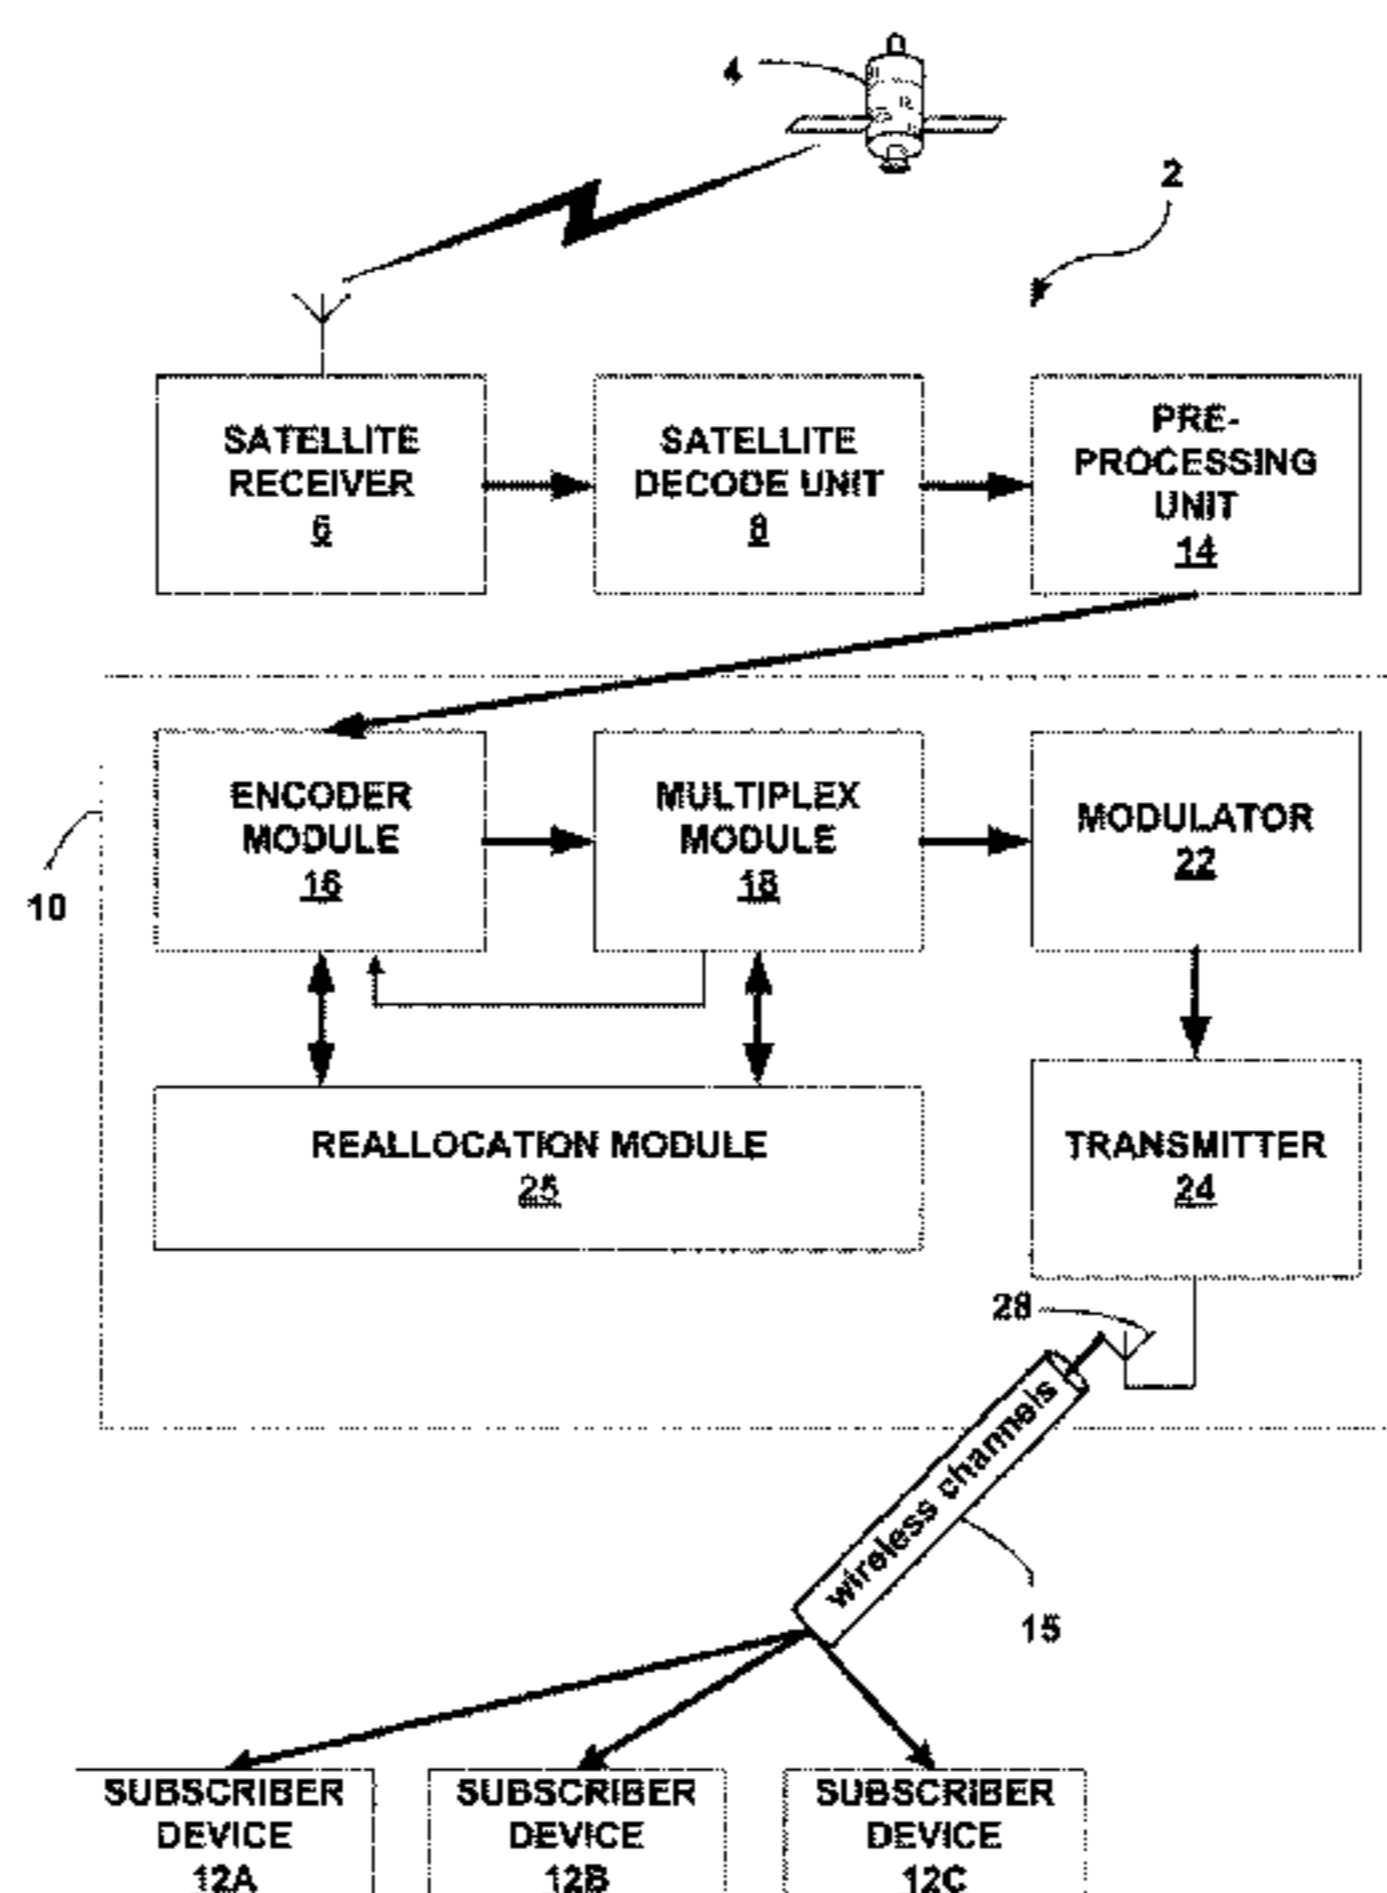 4
2
SATELLITE
RECEIVER
6
SATELLITE
DECODE UNIT
8
PRE-
PROCESSING
UNIT
14
ENCODER
MODULE
16
MULTIPLEX
MODULE
18
MODULATOR
22
10
REALLOCATION MODULE
25
TRANSMITTER
24
28
wireless channels
15
SUBSCRIBER
DEVICE
12A
SUBSCRIBER
DEVICE
12B
SUBSCRIBER
DEVICE
12C